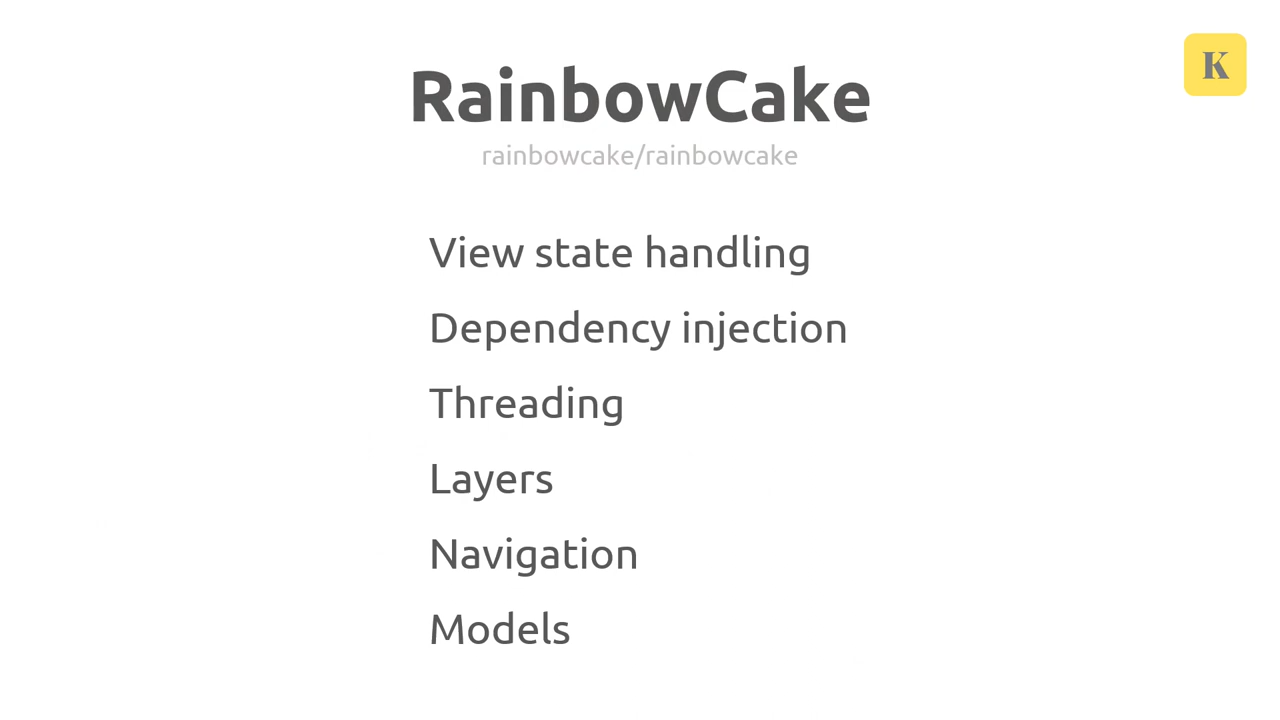 K
RainbowCake
rainbowcake/rainbowcake
View state handling
Dependency injection
Threading
Layers
Navigation
Models